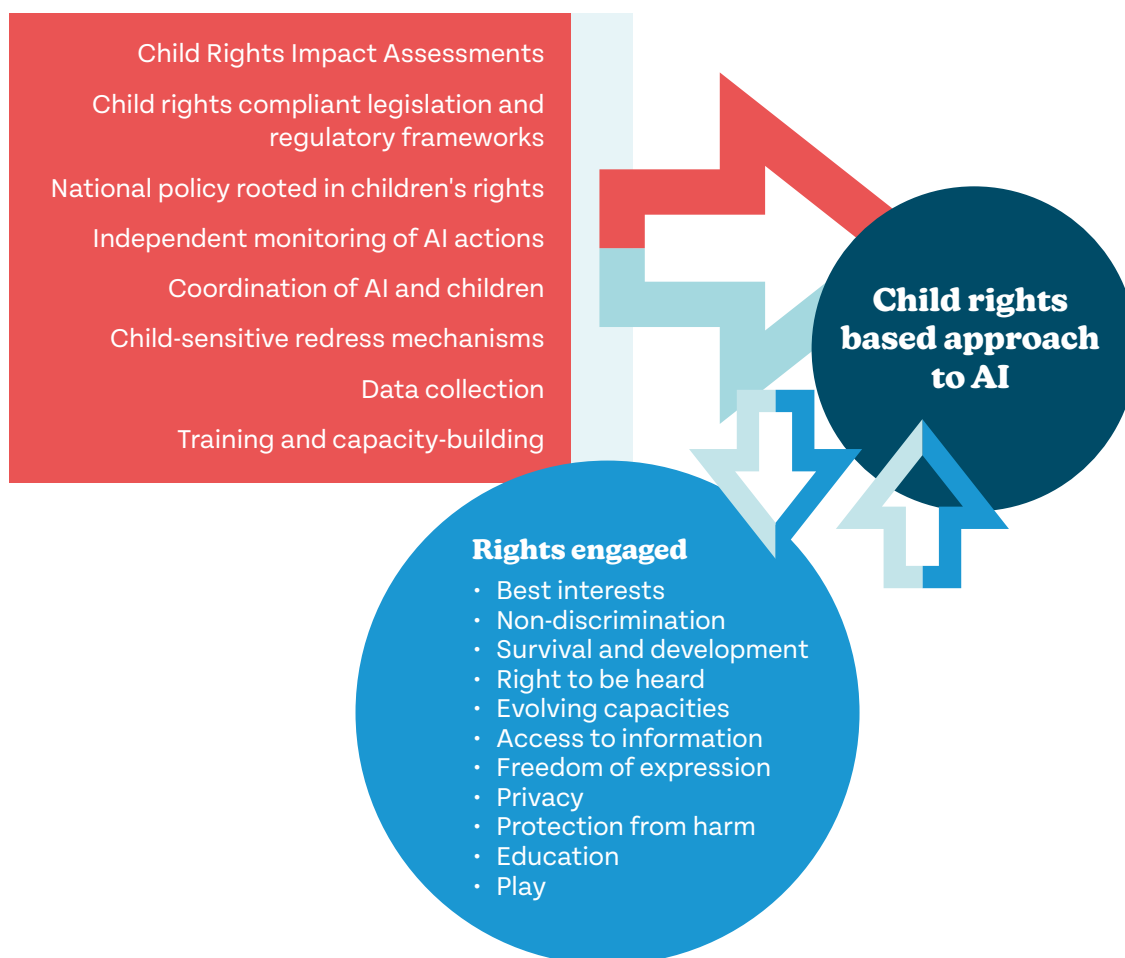 Child Rights Impact Assessments
Child rights compliant legislation and
regulatory frameworks
National policy rooted in children's rights
Independent monitoring of AI actions
Coordination of AI and children
Child-sensitive redress mechanisms
Data collection
Training and capacity-building
Child rights
based approach
to AI
Rights engaged
• Best interests
• Non-discrimination
• Survival and development
• Right to be heard
• Evolving capacities
• Access to information
• Freedom of expression
• Privacy
• Protection from harm
• Education
• Play